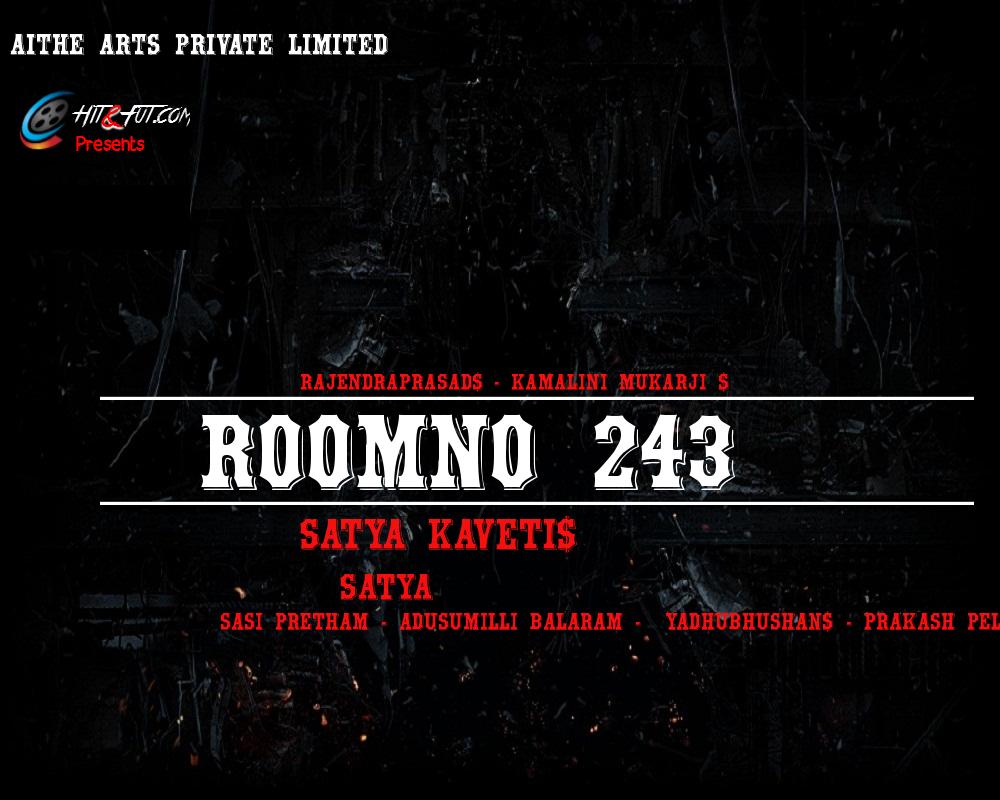 AITHE ARTS PRIVATE LIMITED
HIT&FUT.COM
Presents
RAJENDRAPRASAD$ - KAMALINI MUKARJI $
ROOMNO 243
SATYA KAVETI$
SATYA
SASI PRETHAM - ADUSUMILLI BALARAM - YADHUBHUSHAN$ - PRAKASH PEL